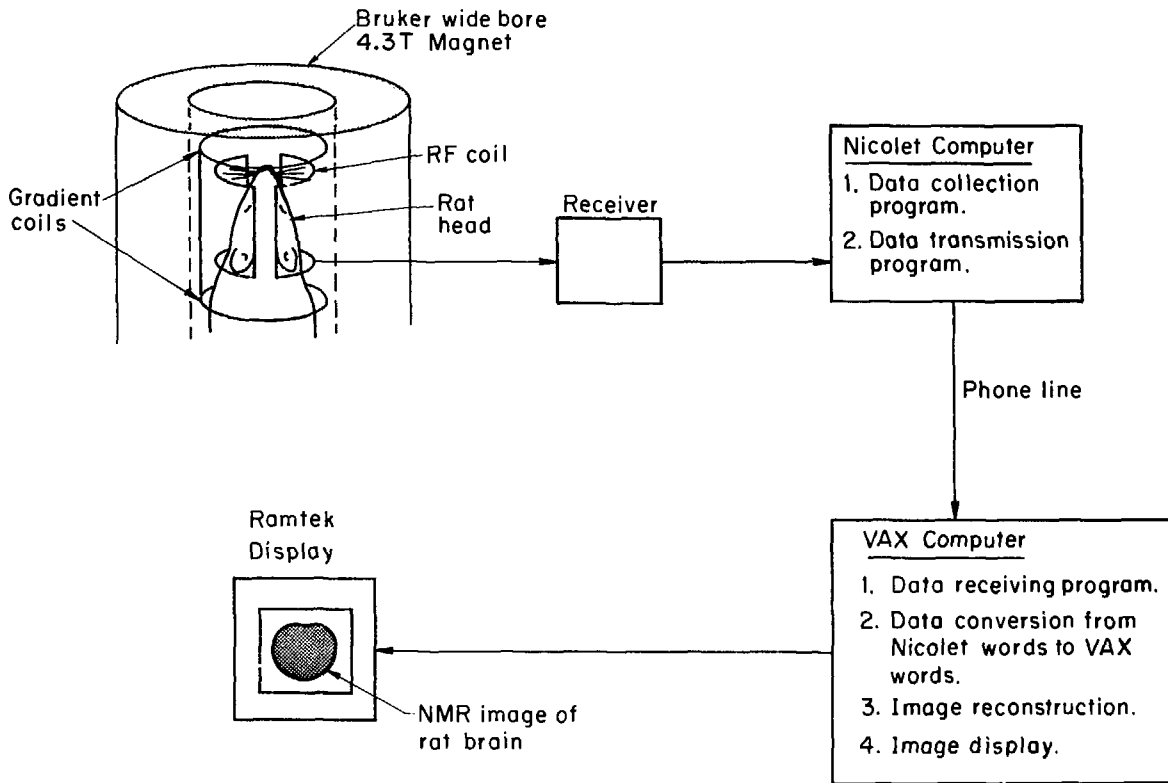 Bruker wide bore
4.3T Magnet
RF coil
Gradient
coils
Rat
head
Receiver
Nicolet Computer
1. Data collection
program.
2. Data transmission
program.
Phone line
VAX Computer
1. Data receiving program.
2. Data conversion from
Nicolet words to VAX
words.
3. Image reconstruction.
4. Image display.
Ramtek
Display
NMR image of
rat brain